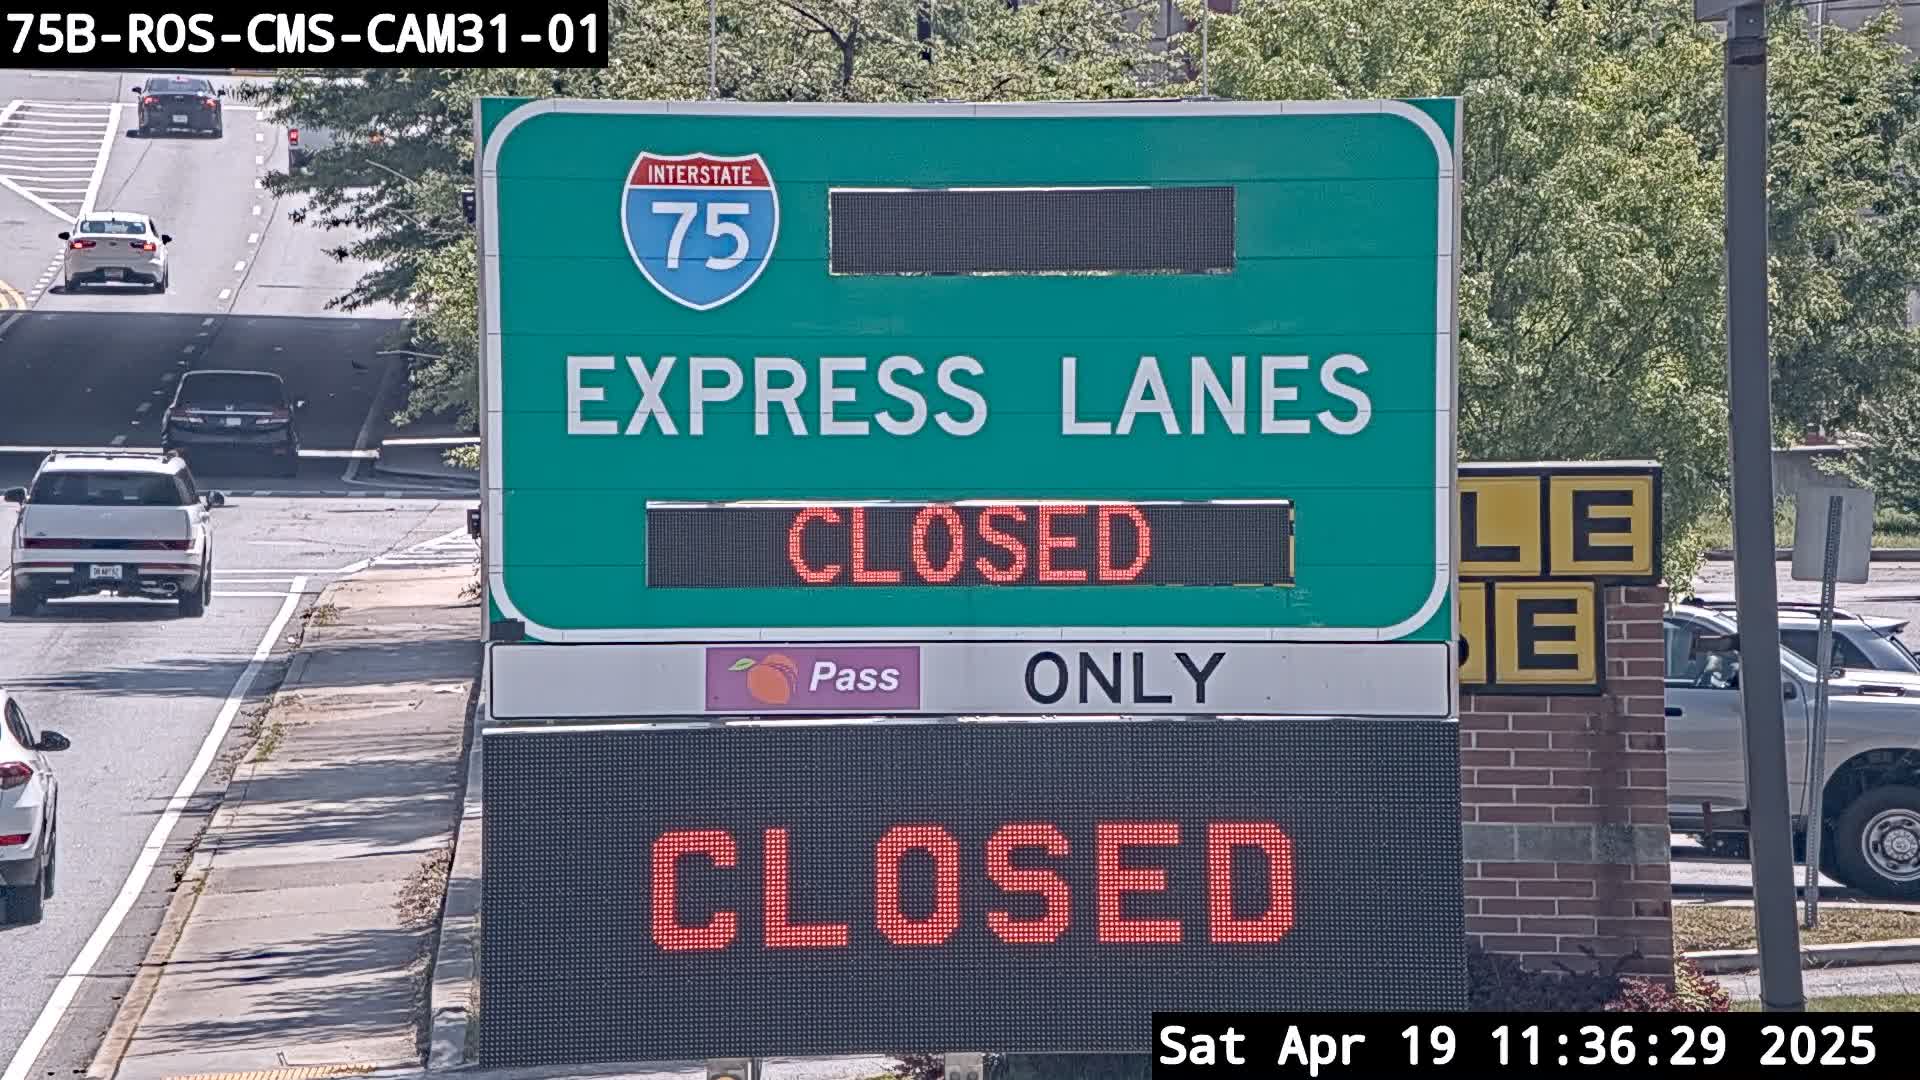 75B-ROS-CMS-CAM31-01
INTERSTATE
75
EXPRESS LANES
CLOSED
Pass ONLY
CLOSED
LE
E
Sat Apr 19 11:36:29 2025